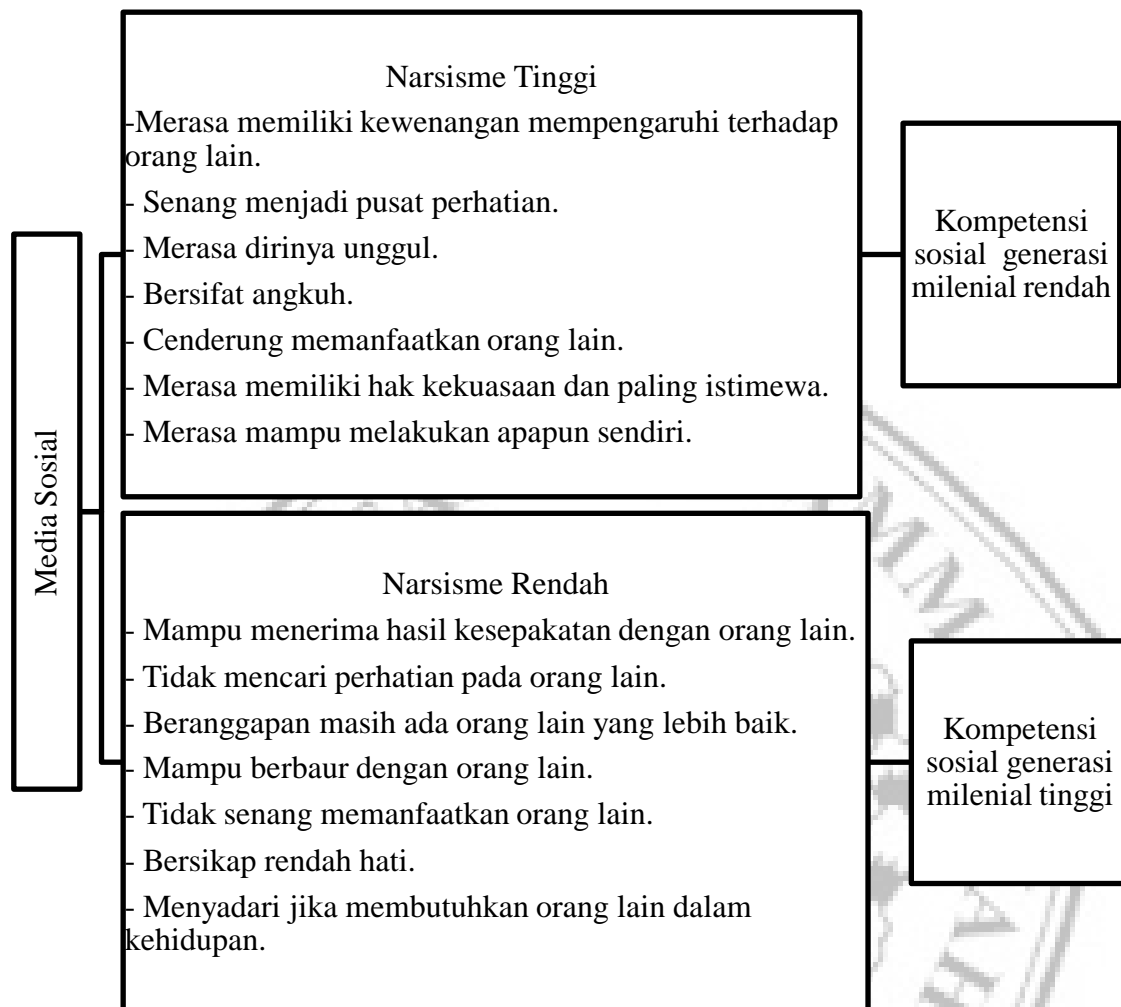 Media Sosial
Narsisme Tinggi
-Merasa memiliki kewenangan mempengaruhi terhadap
orang lain.
- Senang menjadi pusat perhatian.
- Merasa dirinya unggul.
- Bersifat angkuh.
- Cenderung memanfaatkan orang lain.
- Merasa memiliki hak kekuasaan dan paling istimewa.
- Merasa mampu melakukan apapun sendiri.
Kompetensi
sosial generasi
milenial rendah
Narsisme Rendah
- Mampu menerima hasil kesepakatan dengan orang lain.
- Tidak mencari perhatian pada orang lain.
- Beranggapan masih ada orang lain yang lebih baik.
- Mampu berbaur dengan orang lain.
- Tidak senang memanfaatkan orang lain.
- Bersikap rendah hati.
- Menyadari jika membutuhkan orang lain dalam
kehidupan.
Kompetensi
sosial generasi
milenial tinggi